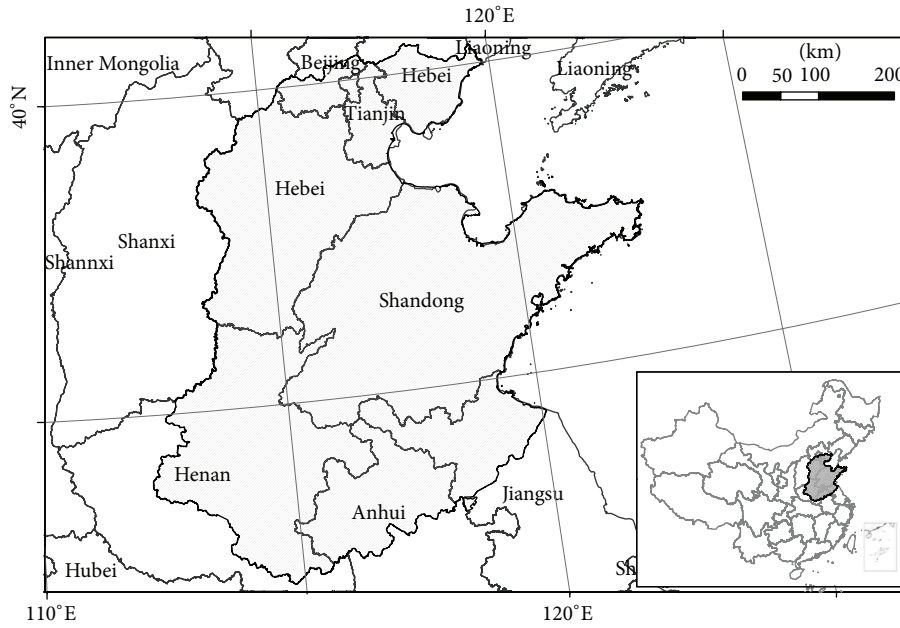 120°E
Inner Mongolia
Beijing
Liaoning
Hebei
Liaoning
(km)
0 50 100 200
40°N
Tianjin
Hebei
Shanxi
Shannxi
Shandong
Henan
Jiangsu
Anhui
Hubei
Sh
110°E
120°E